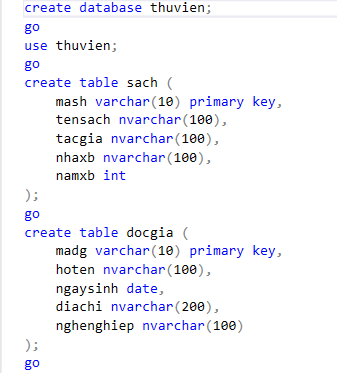 create database thuvien;
go
use thuvien;
go
create table sach (
    mash varchar(10) primary key,
    tensach nvarchar(100),
    tacgia nvarchar(100),
    nhaxb nvarchar(100),
    namxb int
);
go
create table docgia (
    madg varchar(10) primary key,
    hoten nvarchar(100),
    ngaysinh date,
    diachi nvarchar(200),
    nghenghiep nvarchar(100)
);
go